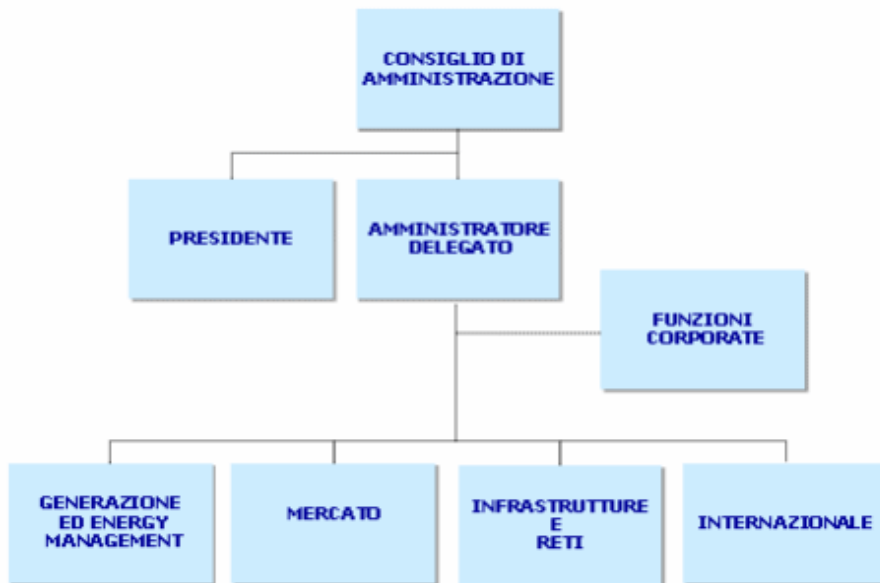 CONSIGLIO DI
AMMINISTRAZIONE
PRESIDENTE
AMMINISTRATORE
DELEGATO
FUNZIONI
CORPORATE
GENERAZIONE
ED ENERGY
MANAGEMENT
MERCATO
INFRASTRUTTURE
E
RETI
INTERNAZIONALE